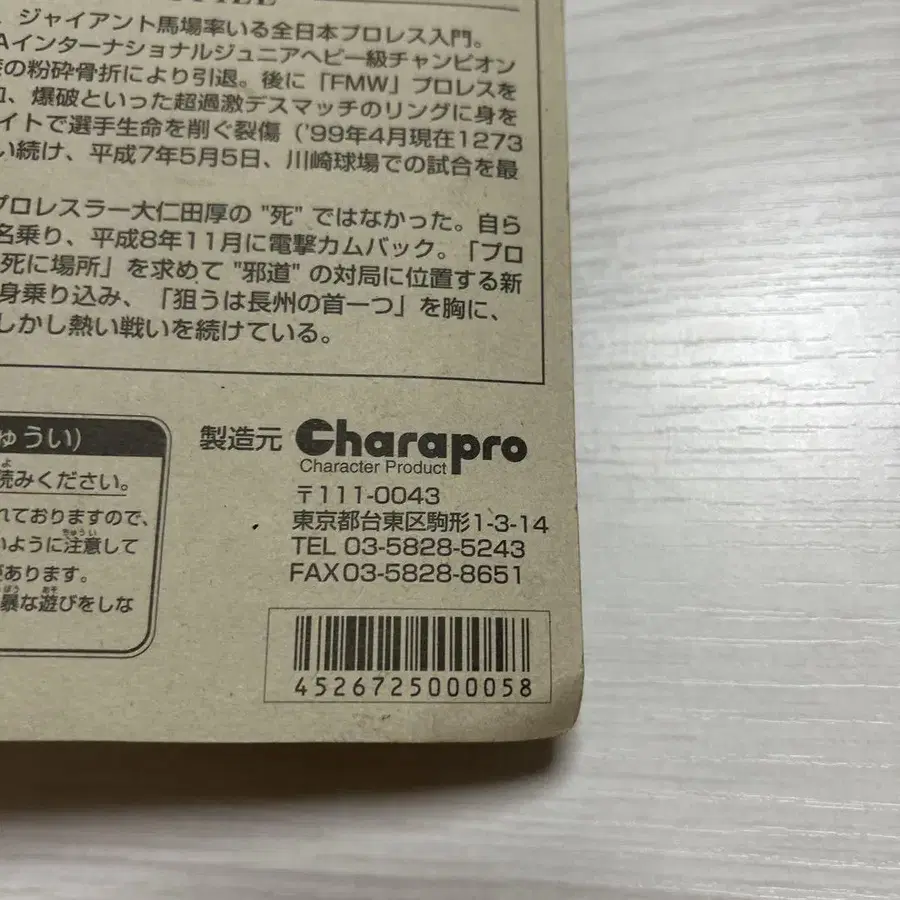 、ジャイアント馬場率いる全日本プロレス入門。
Aインターナショナルジュニアヘビー級チャンピオン
の粉砕骨折により引退。後に「FMW」プロレスを
、爆破といった超過激デスマッチのリングに身を
イトで選手生命を削ぐ裂傷（'99年4月現在1273
い続け、平成7年5月5日、川崎球場での試合を最
プロレスラー大仁田厚の "死" ではなかった。自ら
名乗り、平成8年11月に電撃カムバック。「プロ
死に場所」を求めて "邪道" の対局に位置する新
身乗り込み、「狙うは長州の首一つ」を胸に、
しかし熱い戦いを続けている。
ゅうい)
読みください。
れておりますので、
いように注意して
があります。
暴な遊びをしな
製造元 Charapro
Character Product
〒111-0043
東京都台東区駒形1-3-14
TEL 03-5828-5243
FAX03-5828-8651
4526725000058